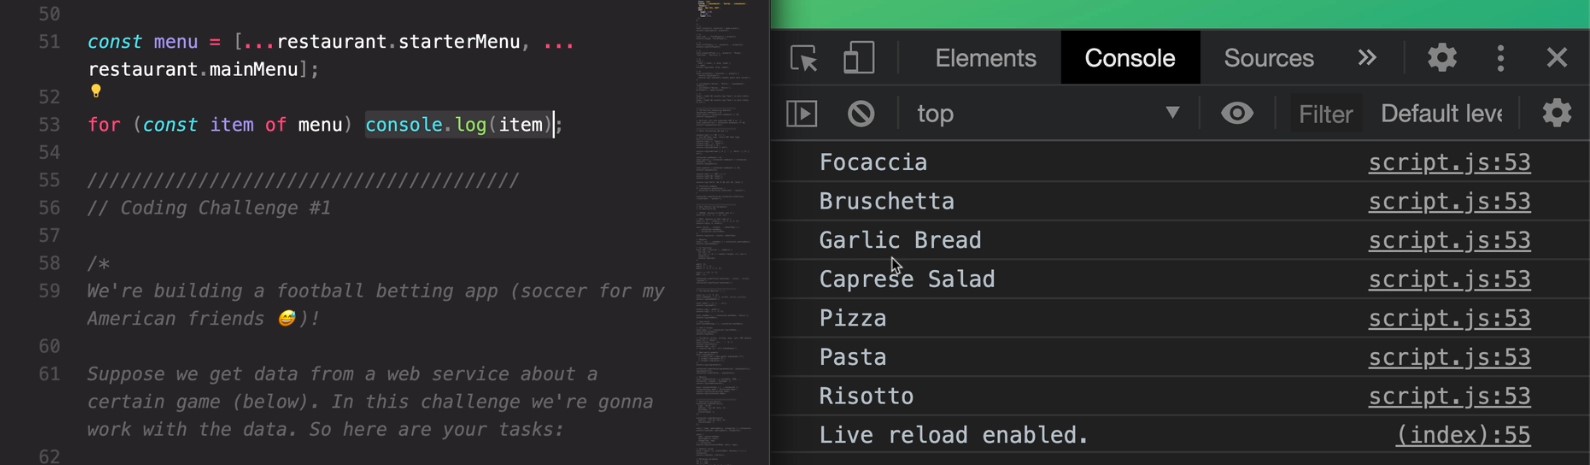 50
51 const menu = [...restaurant.starterMenu, ...
restaurant.mainMenu];
52
53 for (const item of menu) console.log(item);
54
55 ///////////////////////////////////////
56 // Coding Challenge #1
57
58 /*
59 We're building a football betting app (soccer for my
American friends 😅)!
60
61 Suppose we get data from a web service about a
certain game (below). In this challenge we're gonna
work with the data. So here are your tasks:
62
Elements Console Sources »
top Filter Default leve
Focaccia script.js:53
Bruschetta script.js:53
Garlic Bread script.js:53
Caprese Salad script.js:53
Pizza script.js:53
Pasta script.js:53
Risotto script.js:53
Live reload enabled. (index):55